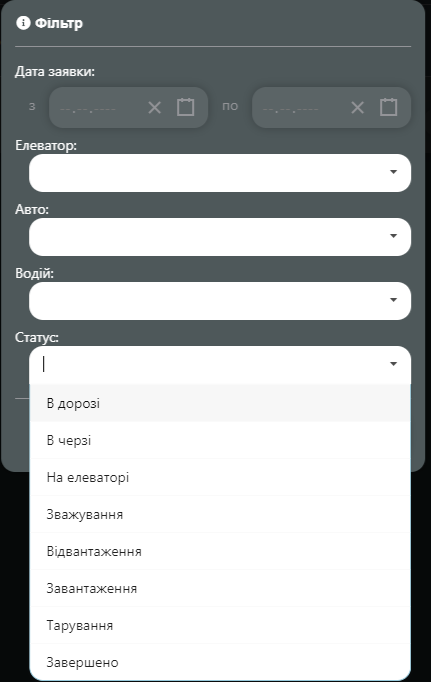 Фільтр
Дата заявки:
з --.--.---- по --.--.----
Елеватор:
Авто:
Водій:
Статус:
В дорозі
В черзі
На елеваторі
Зважування
Відвантаження
Завантаження
Тарування
Завершено